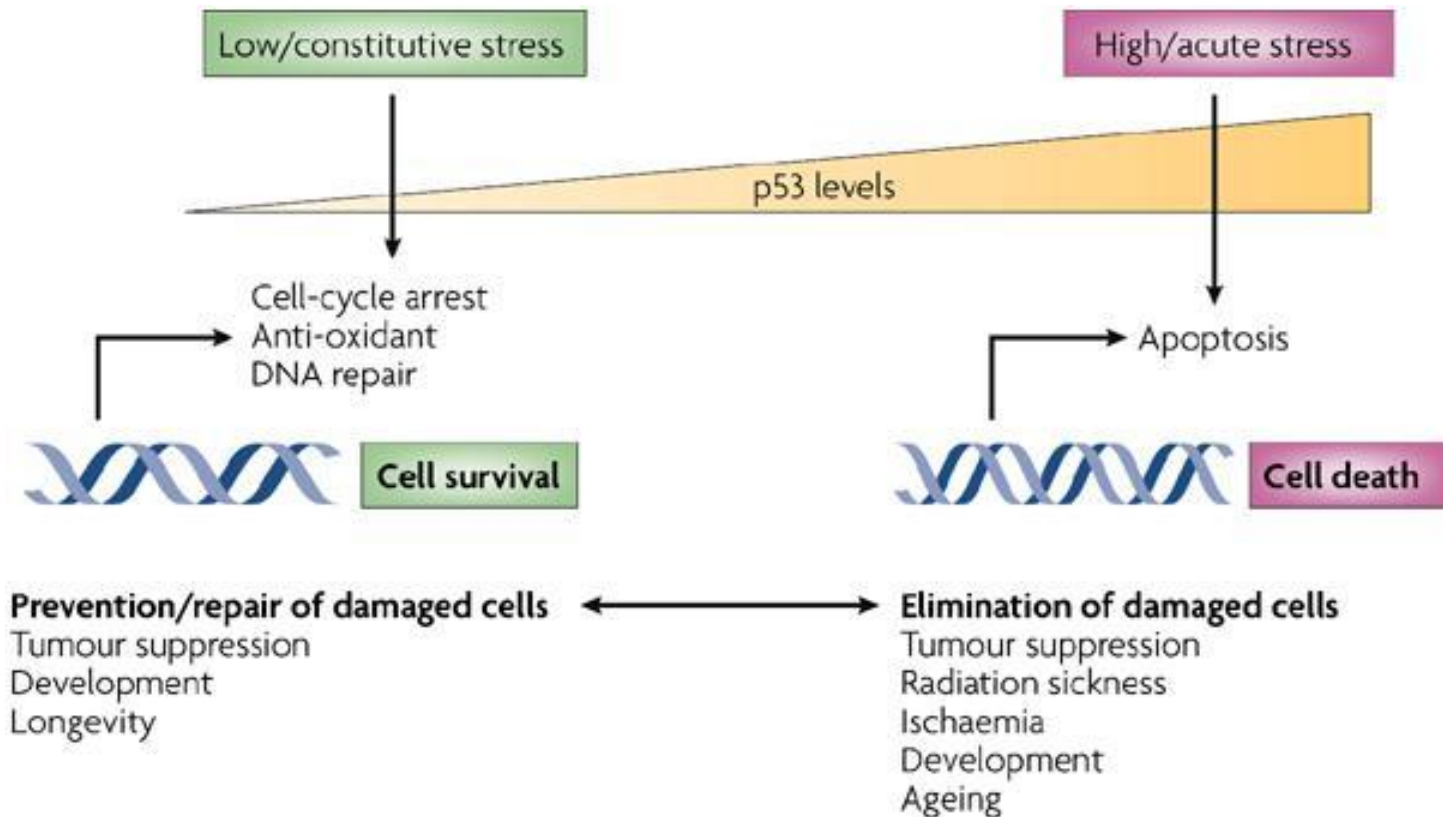 Low/constitutive stress
High/acute stress
p53 levels
Cell-cycle arrest
Anti-oxidant
DNA repair
Apoptosis
Cell survival
Cell death
Prevention/repair of damaged cells
Tumour suppression
Development
Longevity
Elimination of damaged cells
Tumour suppression
Radiation sickness
Ischaemia
Development
Ageing